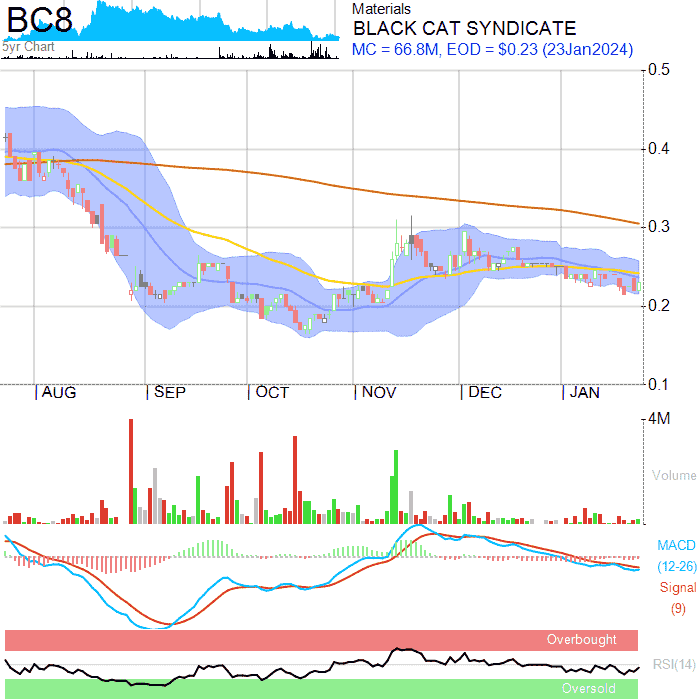 BC8
5yr Chart
Materials
BLACK CAT SYNDICATE
MC = 66.8M, EOD = $0.23 (23Jan2024)
0.5
0.4
0.3
0.2
0.1
| AUG | SEP | OCT | NOV | DEC | JAN
4M
Volume
MACD
(12-26)
Signal
(9)
Overbought
RSI(14)
Oversold